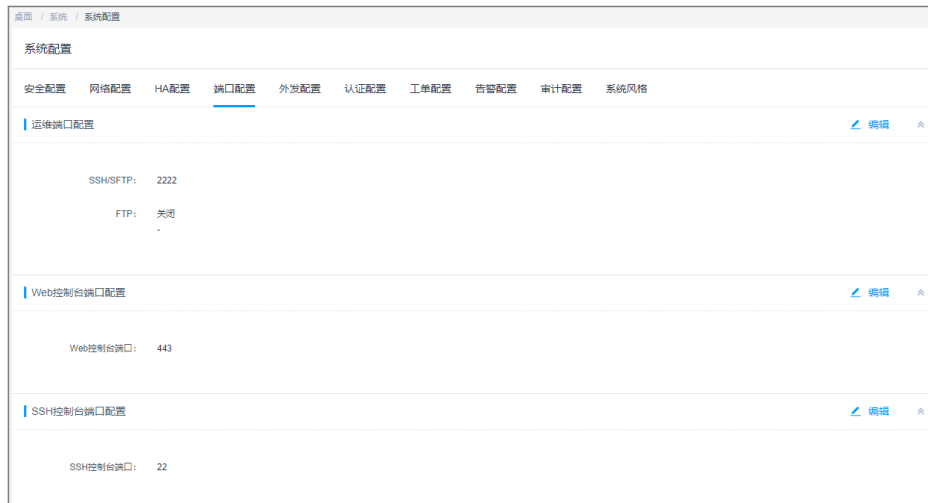 桌面 / 系统 / 系统配置
系统配置
安全配置 网络配置 HA配置 端口配置 外发配置 认证配置 工单配置 告警配置 审计配置 系统风格
运维端口配置 编辑
SSH/SFTP: 2222
FTP: 关闭
-
Web控制台端口配置 编辑
Web控制台端口: 443
SSH控制台端口配置 编辑
SSH控制台端口: 22